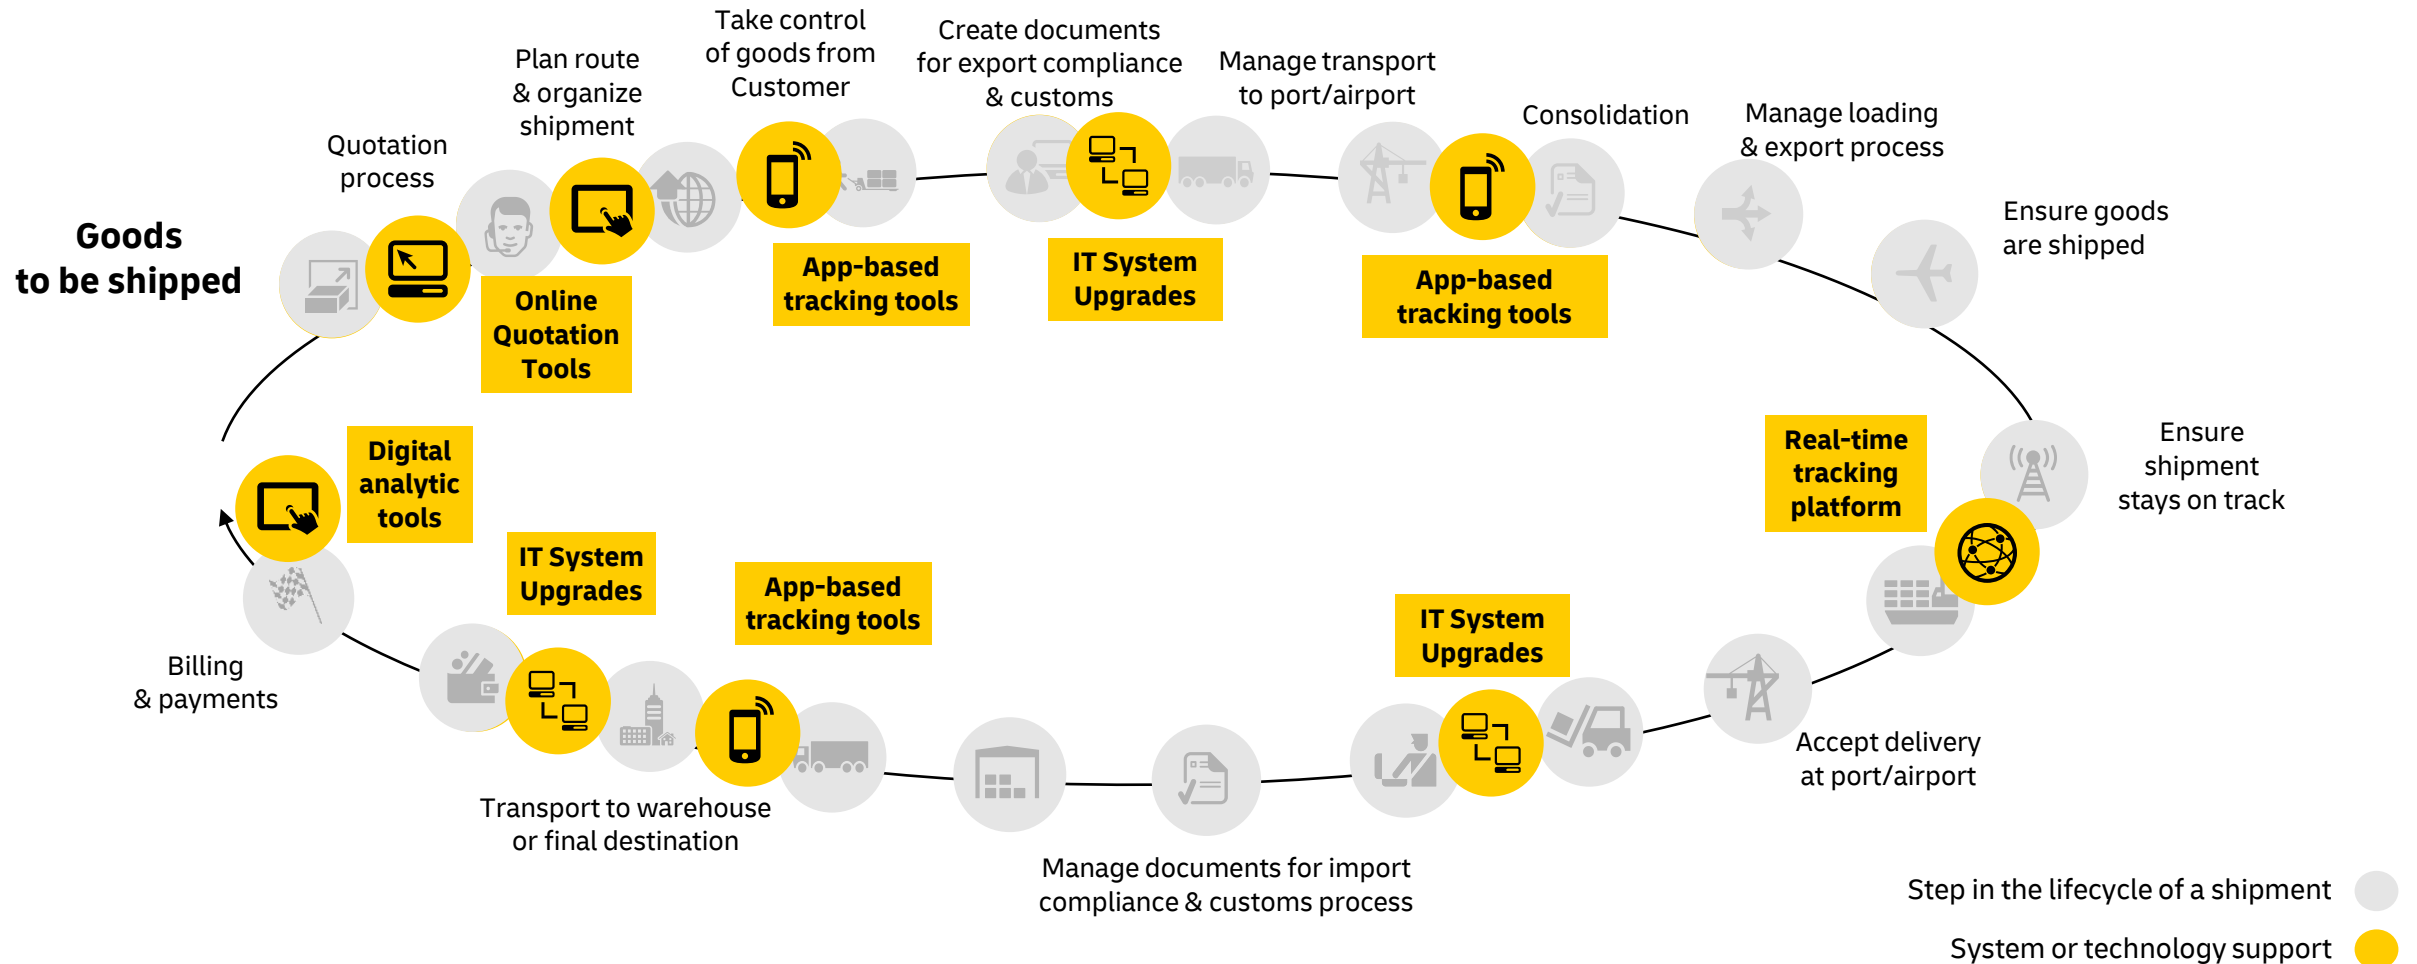 Goods
to be shipped
Quotation
process
Plan route
& organize
shipment
Take control
of goods from
Customer
Create documents
for export compliance
& customs
Manage transport
to port/airport
Consolidation
Manage loading
& export process
Ensure goods
are shipped
Online
Quotation
Tools
App-based
tracking tools
IT System
Upgrades
App-based
tracking tools
Real-time
tracking
platform
Ensure
shipment
stays on track
Accept delivery
at port/airport
IT System
Upgrades
Manage documents for import
compliance & customs process
App-based
tracking tools
Transport to warehouse
or final destination
IT System
Upgrades
Digital
analytic
tools
Billing
& payments
Step in the lifecycle of a shipment
System or technology support